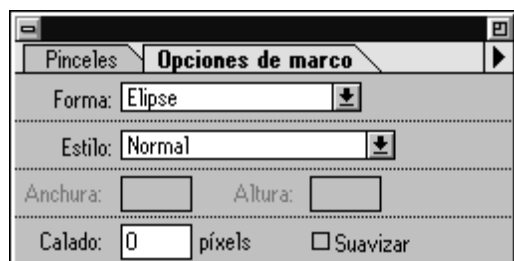 Pinceles Opciones de marco
Forma: Elipse
Estilo: Normal
Anchura: Altura:
Calado: 0 píxels Suavizar